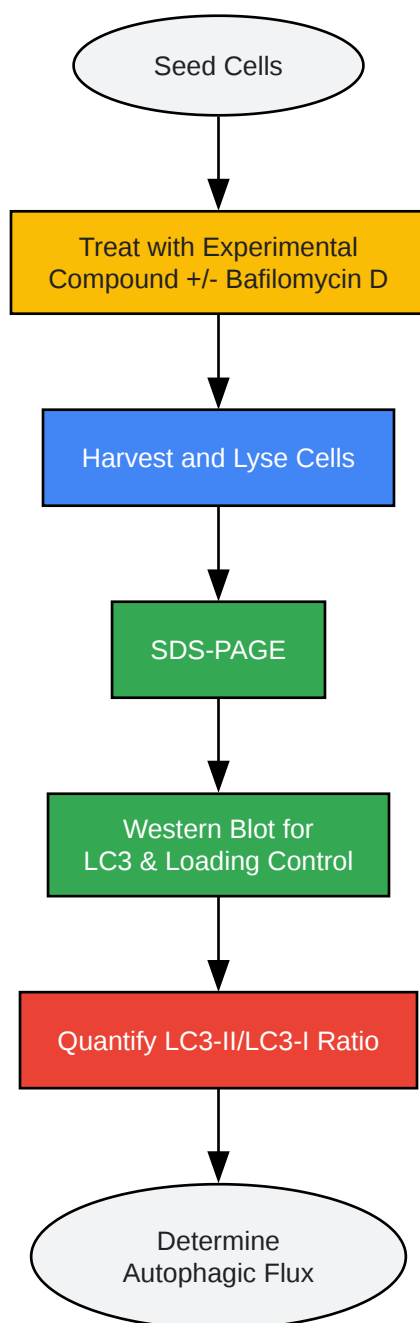 Seed Cells
Treat with Experimental
Compound +/- Bafilomycin D
Harvest and Lyse Cells
SDS-PAGE
Western Blot for
LC3 & Loading Control
Quantify LC3-II/LC3-I Ratio
Determine
Autophagic Flux